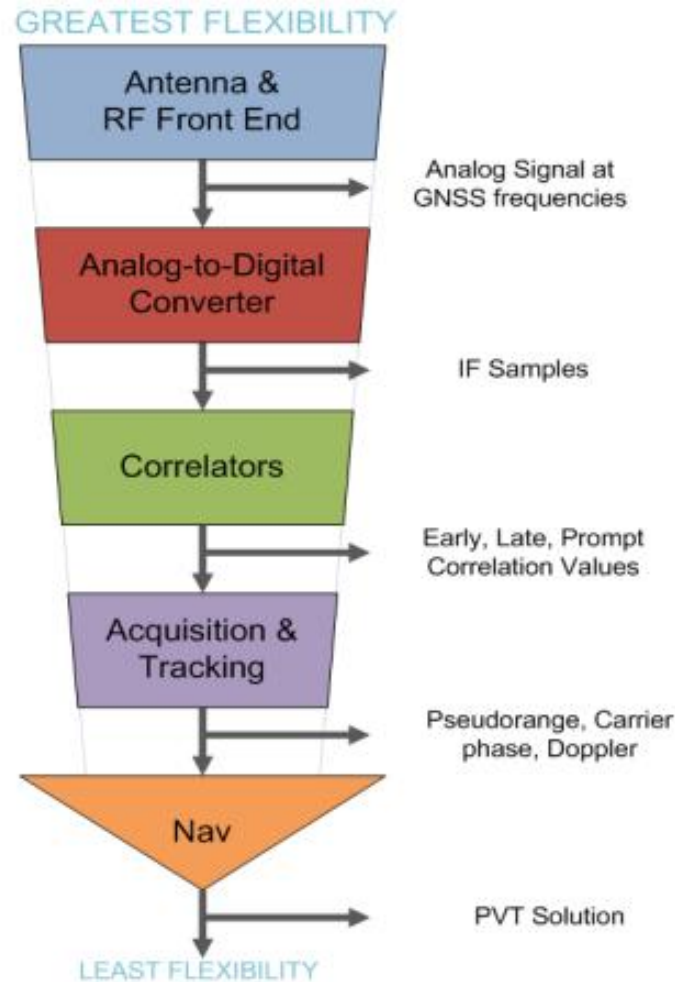 GREATEST FLEXIBILITY
Antenna &
RF Front End
Analog Signal at
GNSS frequencies
Analog-to-Digital
Converter
IF Samples
Correlators
Early, Late, Prompt
Correlation Values
Acquisition &
Tracking
Pseudorange, Carrier
phase, Doppler
Nav
PVT Solution
LEAST FLEXIBILITY